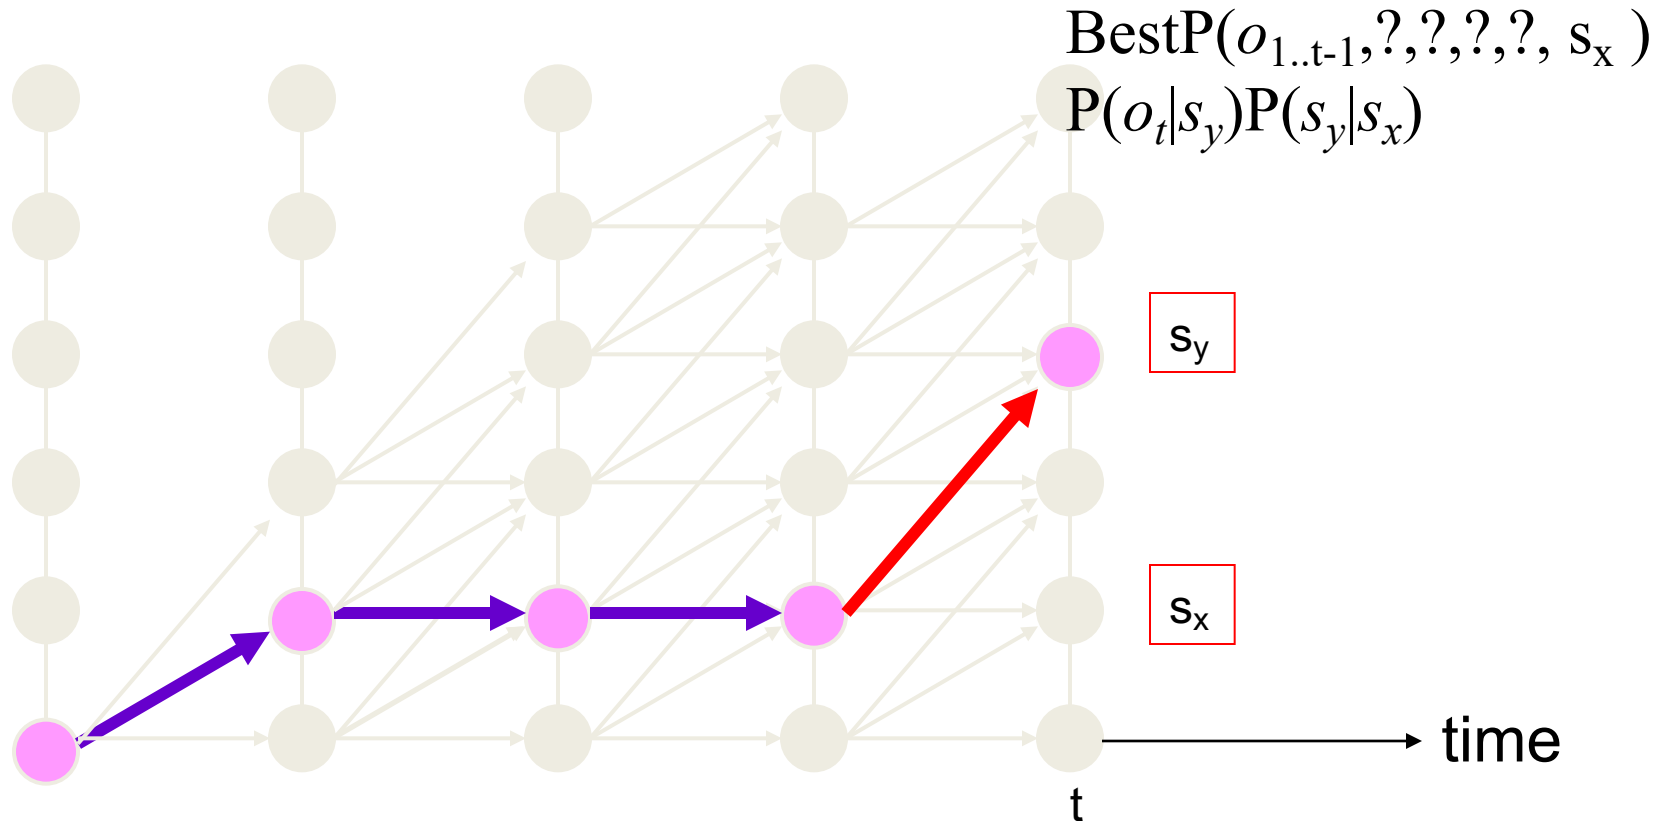 BestP(o1..t-1,?,?,?,?, sx )
P(ot|sy)P(sy|sx)
sy
sx
time
t